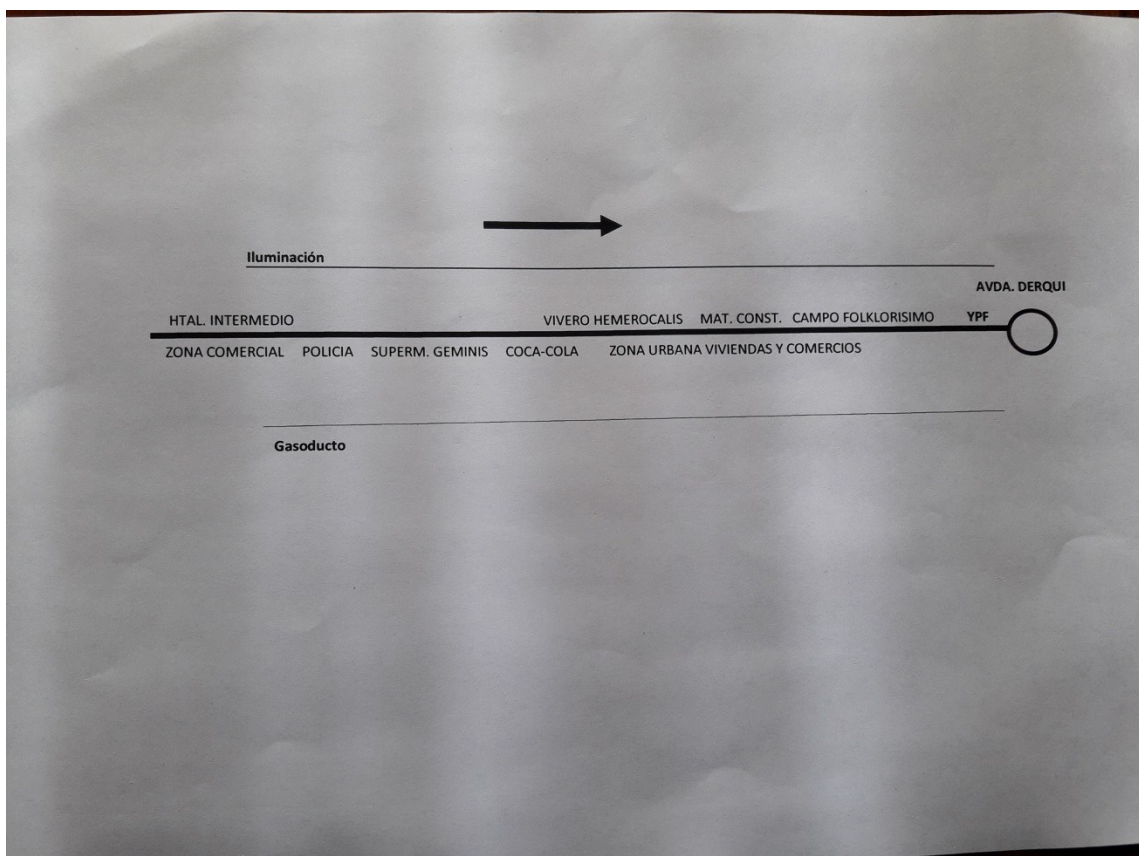 Iluminación
AVDA. DERQUI
HTAL. INTERMEDIO VIVERO HEMEROCALIS MAT. CONST. CAMPO FOLKLORISIMO YPF
ZONA COMERCIAL POLICIA SUPERM. GEMINIS COCA-COLA ZONA URBANA VIVIENDAS Y COMERCIOS
Gasoducto